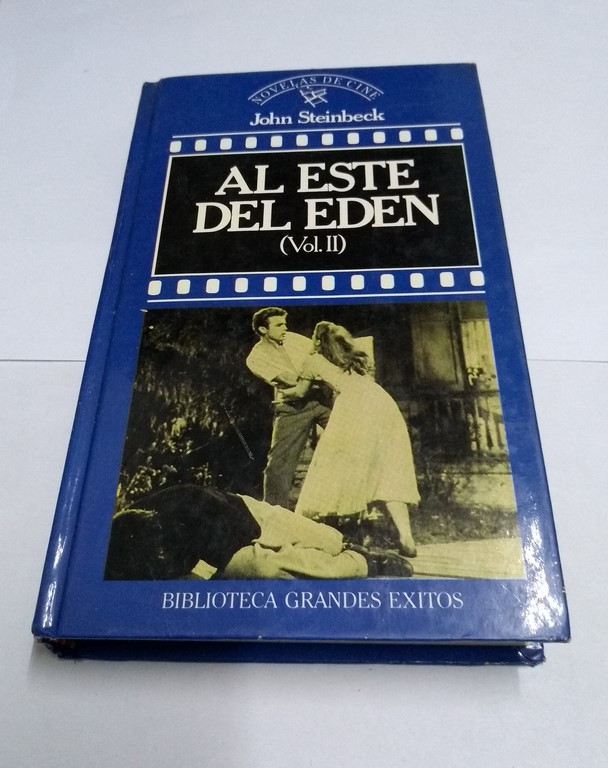 NOVELAS DE CINE
John Steinbeck
AL ESTE
DEL EDEN
(Vol. II)
BIBLIOTECA GRANDES EXITOS